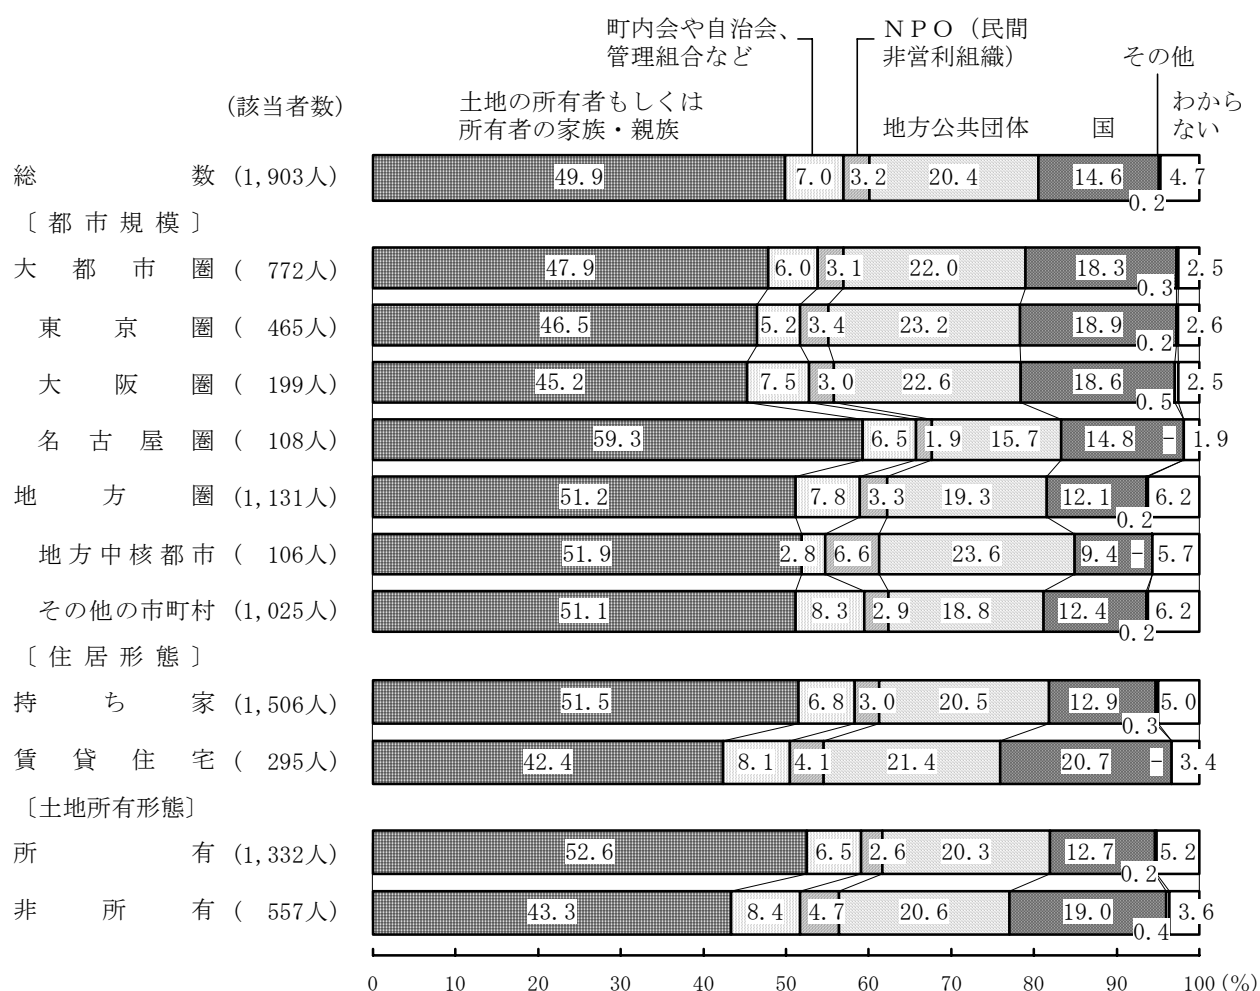 町内会や自治会、
管理組合など
ＮＰＯ（民間
非営利組織）
その他
(該当者数)
土地の所有者もしくは
所有者の家族・親族
地方公共団体
国
わから
ない
総数 (1,903人) 49.9 7.0 3.2 20.4 14.6 0.2 4.7
〔都市規模〕
大都市圏 ( 772人) 47.9 6.0 3.1 22.0 18.3 0.3 2.5
東京圏 ( 465人) 46.5 5.2 3.4 23.2 18.9 0.2 2.6
大阪圏 ( 199人) 45.2 7.5 3.0 22.6 18.6 0.5 2.5
名古屋圏 ( 108人) 59.3 6.5 1.9 15.7 14.8 － 1.9
地方圏 (1,131人) 51.2 7.8 3.3 19.3 12.1 0.2 6.2
地方中核都市 ( 106人) 51.9 2.8 6.6 23.6 9.4 － 5.7
その他の市町村 (1,025人) 51.1 8.3 2.9 18.8 12.4 0.2 6.2
〔住居形態〕
持ち家 (1,506人) 51.5 6.8 3.0 20.5 12.9 0.3 5.0
賃貸住宅 ( 295人) 42.4 8.1 4.1 21.4 20.7 － 3.4
〔土地所有形態〕
所有 (1,332人) 52.6 6.5 2.6 20.3 12.7 0.2 5.2
非所有 ( 557人) 43.3 8.4 4.7 20.6 19.0 0.4 3.6
0 10 20 30 40 50 60 70 80 90 100 (%)